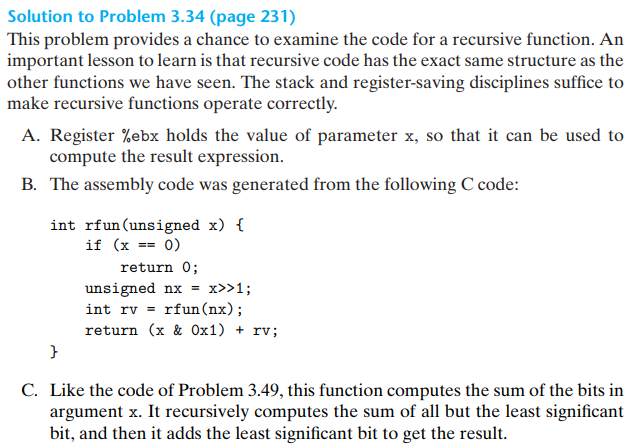 Solution to Problem 3.34 (page 231)
This problem provides a chance to examine the code for a recursive function. An
important lesson to learn is that recursive code has the exact same structure as the
other functions we have seen. The stack and register-saving disciplines suffice to
make recursive functions operate correctly.
A. Register %ebx holds the value of parameter x, so that it can be used to
compute the result expression.
B. The assembly code was generated from the following C code:
int rfun(unsigned x) {
    if (x == 0)
        return 0;
    unsigned nx = x>>1;
    int rv = rfun(nx);
    return (x & 0x1) + rv;
}
C. Like the code of Problem 3.49, this function computes the sum of the bits in
argument x. It recursively computes the sum of all but the least significant
bit, and then it adds the least significant bit to get the result.